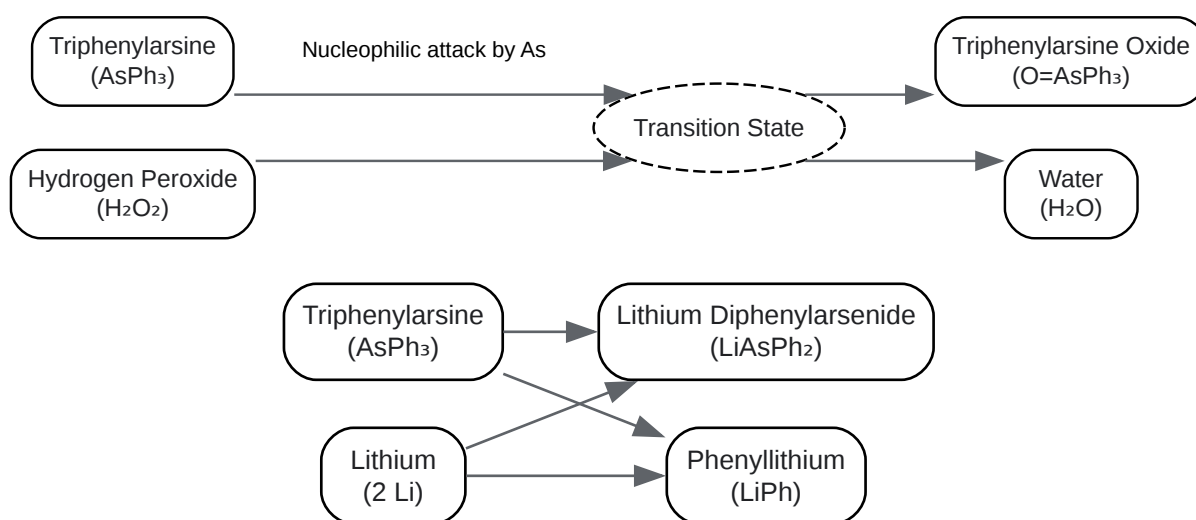 Triphenylarsine
(AsPh₃)
Nucleophilic attack by As
Triphenylarsine Oxide
(O=AsPh₃)
Transition State
Hydrogen Peroxide
(H₂O₂)
Water
(H₂O)
Triphenylarsine
(AsPh₃)
Lithium Diphenylarsenide
(LiAsPh₂)
Lithium
(2 Li)
Phenyllithium
(LiPh)